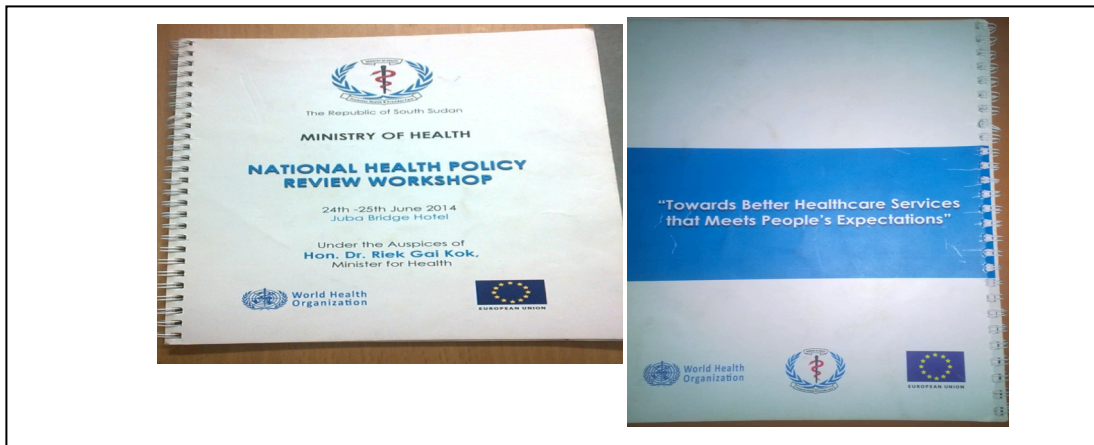 The Republic of South Sudan
MINISTRY OF HEALTH
NATIONAL HEALTH POLICY
REVIEW WORKSHOP
24th -25th June 2014
Juba Bridge Hotel
Under the Auspices of
Hon. Dr. Riek Gai Kok,
Minister for Health
World Health
Organization
EUROPEAN UNION
"Towards Better Healthcare Services
that Meets People's Expectations"
World Health
Organization
EUROPEAN UNION